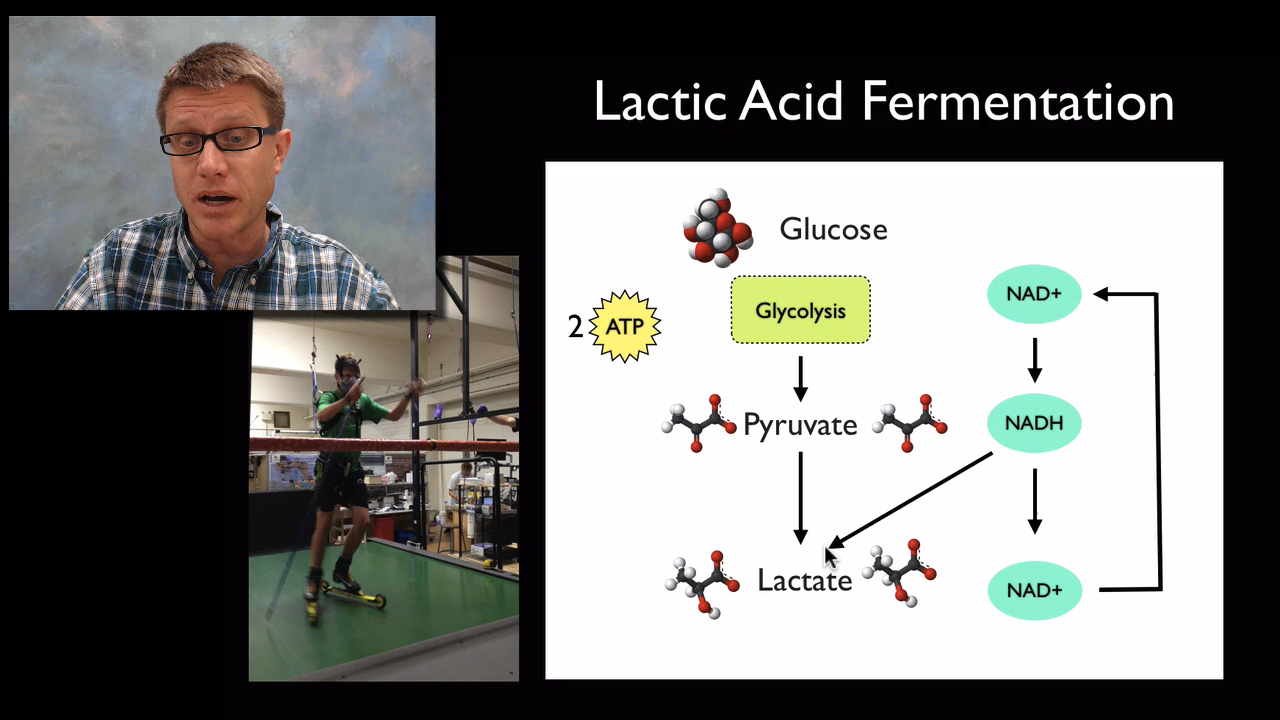 Lactic Acid Fermentation
Glucose
Glycolysis
2 ATP
NAD+
Pyruvate
NADH
Lactate
NAD+